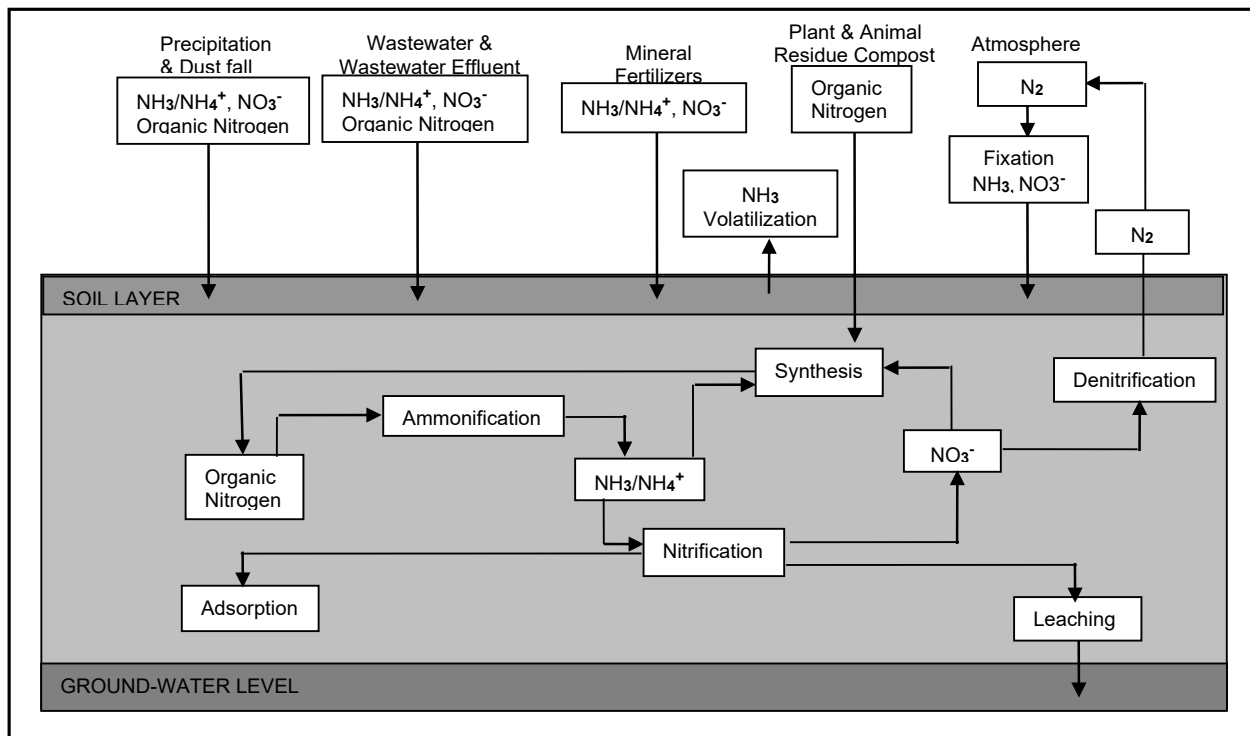 Precipitation
& Dust fall
NH₃/NH₄⁺, NO₃⁻
Organic Nitrogen
Wastewater &
Wastewater Effluent
NH₃/NH₄⁺, NO₃⁻
Organic Nitrogen
Mineral
Fertilizers
NH₃/NH₄⁺, NO₃⁻
Plant & Animal
Residue Compost
Organic
Nitrogen
Atmosphere
N₂
Fixation
NH₃, NO3⁻
NH₃
Volatilization
N₂
SOIL LAYER
Synthesis
Denitrification
Ammonification
Organic
Nitrogen
NH₃/NH₄⁺
NO₃⁻
Nitrification
Adsorption
Leaching
GROUND-WATER LEVEL